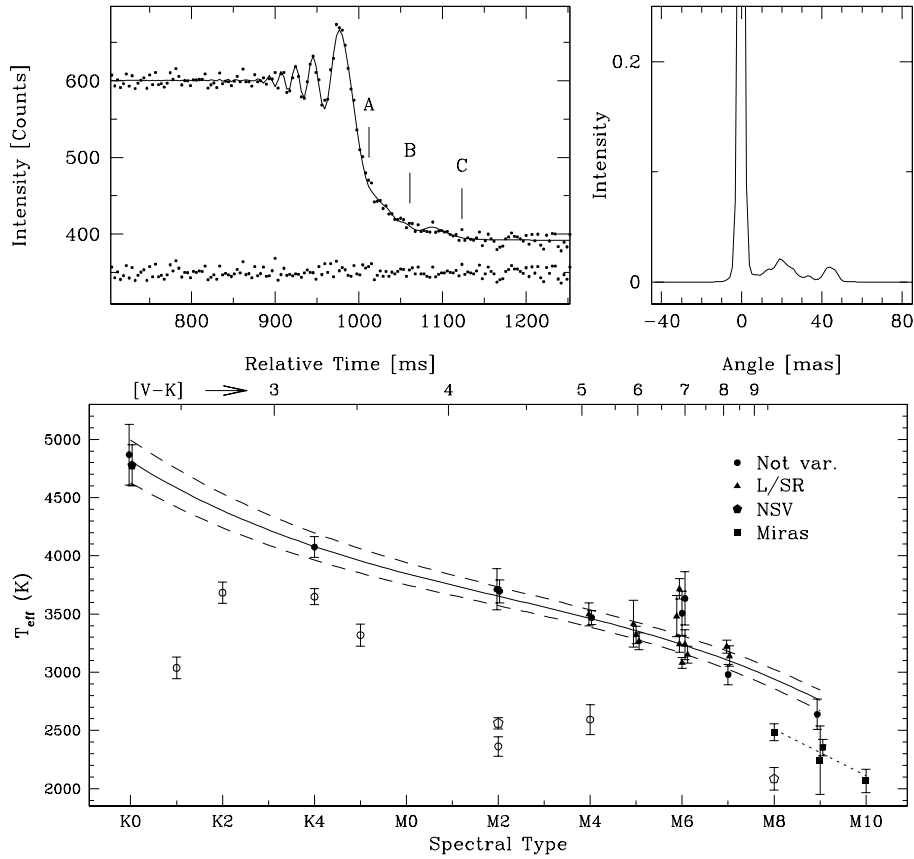 Intensity [Counts]
600
500
400
A
B
C
800
900
1000
1100
1200
Relative Time [ms]
Intensity
0.2
0
-40
0
40
80
Angle [mas]
[V-K]
3
4
5
6
7
8
9
T_eff (K)
5000
4500
4000
3500
3000
2500
2000
Not var.
L/SR
NSV
Miras
K0
K2
K4
M0
M2
M4
M6
M8
M10
Spectral Type